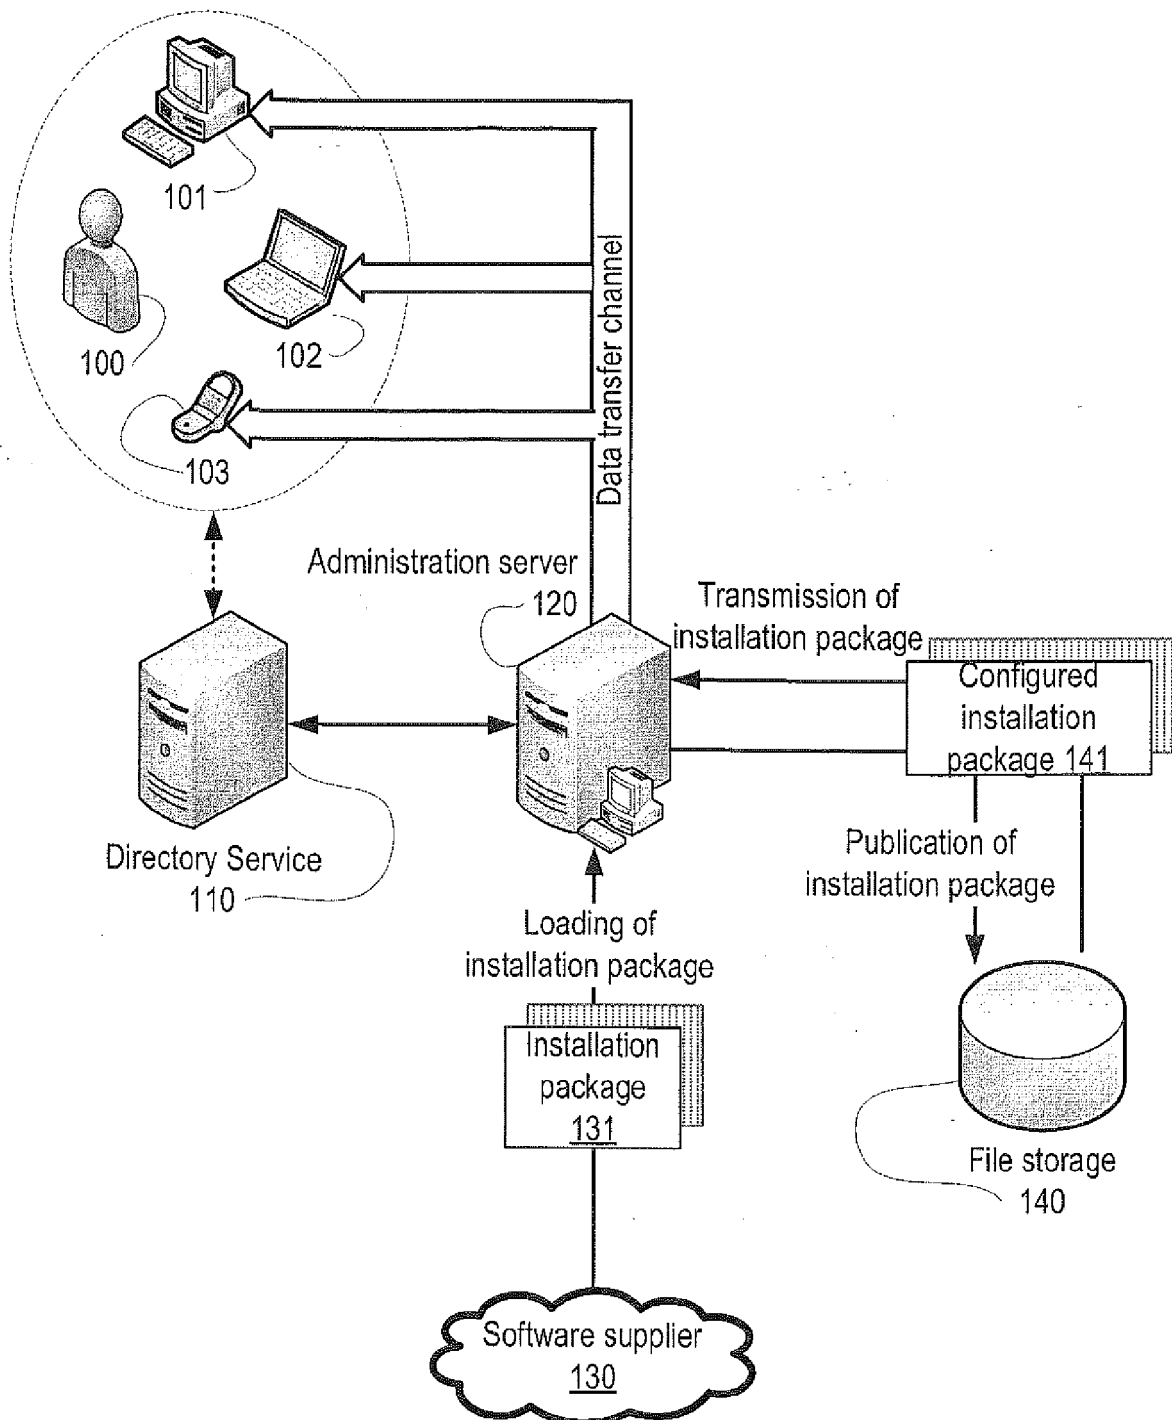 101
100
102
103
Data transfer channel
Administration server
120
Transmission of
installation package
Configured
installation
package 141
Directory Service
110
Publication of
installation package
Loading of
installation package
Installation
package
131
File storage
140
Software supplier
130